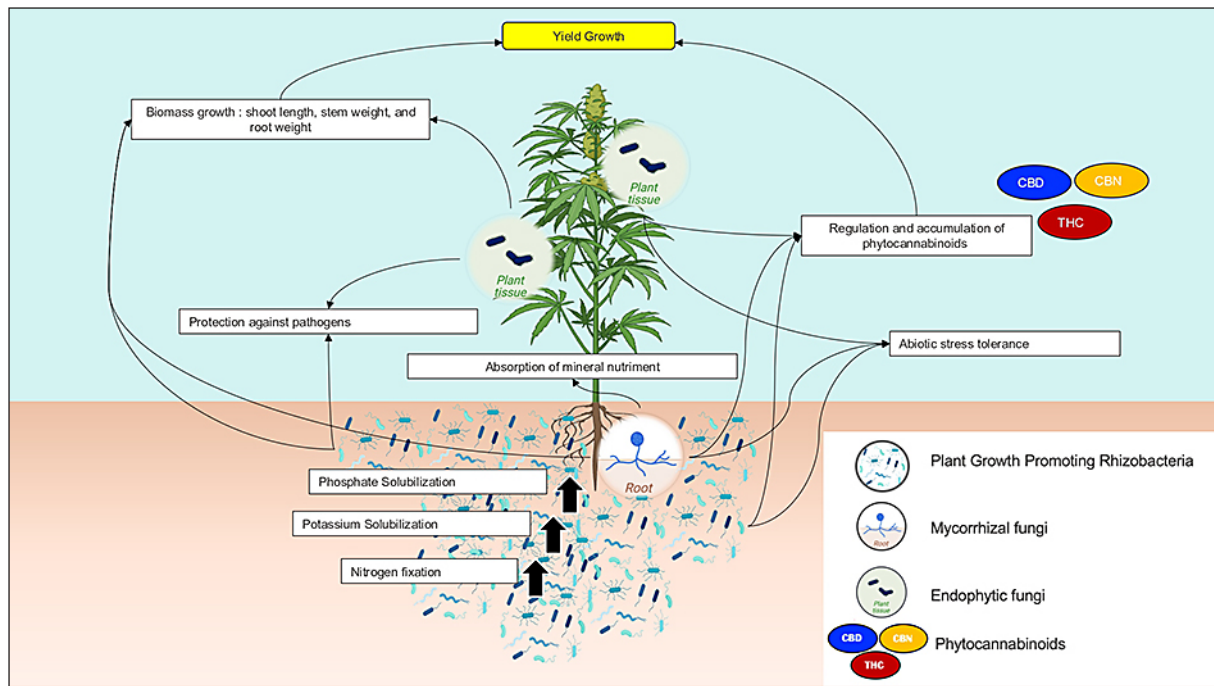 Yield Growth
Biomass growth : shoot length, stem weight, and
root weight
Plant
tissue
CBD
CBN
THC
Regulation and accumulation of
phytocannabinoids
Plant
tissue
Protection against pathogens
Abiotic stress tolerance
Absorption of mineral nutriment
Root
Phosphate Solubilization
Potassium Solubilization
Nitrogen fixation
Plant Growth Promoting Rhizobacteria
Root
Mycorrhizal fungi
Plant
tissue
Endophytic fungi
CBD
CBN
THC
Phytocannabinoids